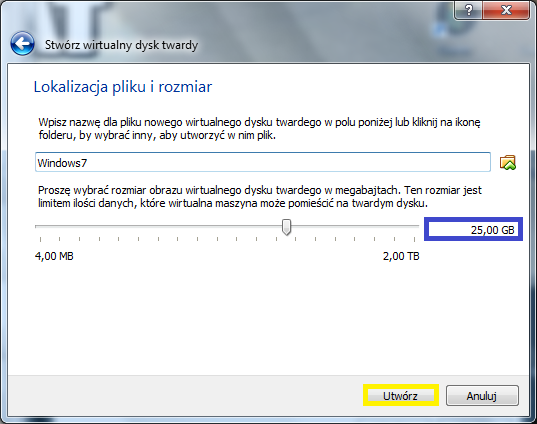 Stwórz wirtualny dysk twardy
Lokalizacja pliku i rozmiar
Wpisz nazwę dla pliku nowego wirtualnego dysku twardego w polu poniżej lub kliknij na ikonę
folderu, by wybrać inny, aby utworzyć w nim plik.
Windows7
Proszę wybrać rozmiar obrazu wirtualnego dysku twardego w megabajtach. Ten rozmiar jest
limitem ilości danych, które wirtualna maszyna może pomieścić na twardym dysku.
25,00 GB
4,00 MB 2,00 TB
Utwórz Anuluj